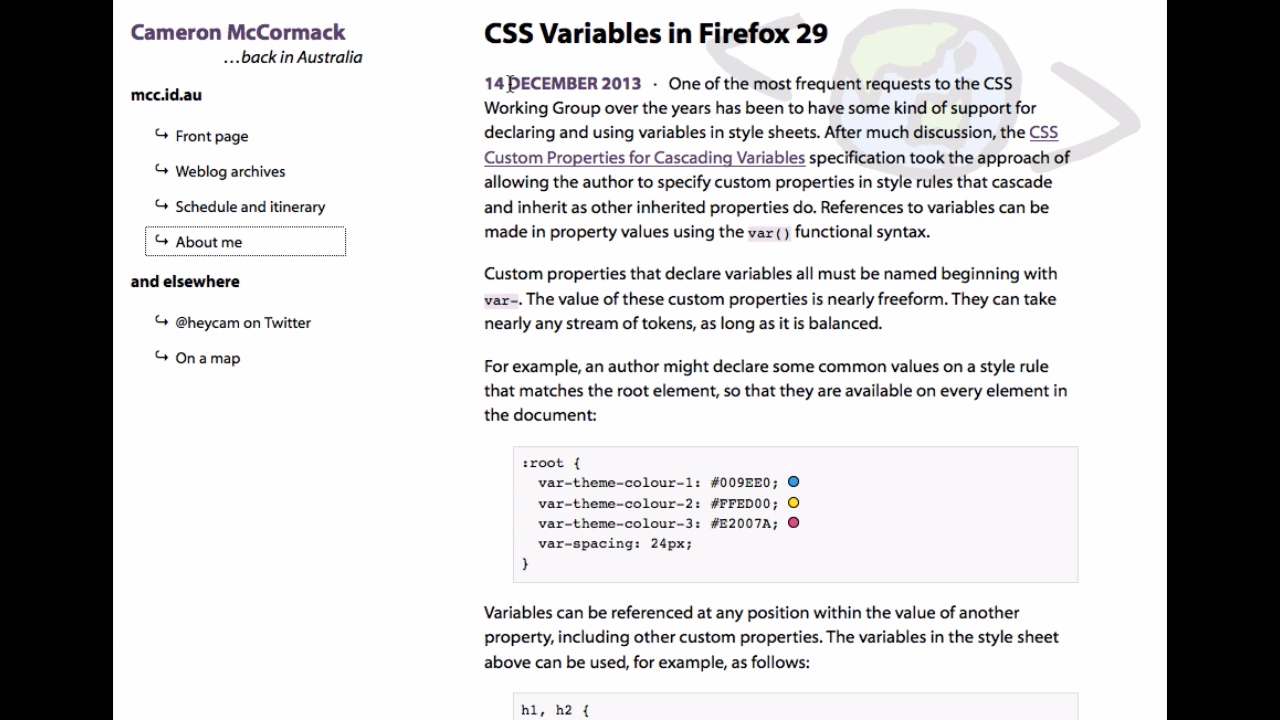 Cameron McCormack
…back in Australia
mcc.id.au
↪ Front page
↪ Weblog archives
↪ Schedule and itinerary
↪ About me
and elsewhere
↪ @heycam on Twitter
↪ On a map
CSS Variables in Firefox 29
14 DECEMBER 2013 · One of the most frequent requests to the CSS
Working Group over the years has been to have some kind of support for
declaring and using variables in style sheets. After much discussion, the CSS
Custom Properties for Cascading Variables specification took the approach of
allowing the author to specify custom properties in style rules that cascade
and inherit as other inherited properties do. References to variables can be
made in property values using the var() functional syntax.
Custom properties that declare variables all must be named beginning with
var-. The value of these custom properties is nearly freeform. They can take
nearly any stream of tokens, as long as it is balanced.
For example, an author might declare some common values on a style rule
that matches the root element, so that they are available on every element in
the document:
:root {
  var-theme-colour-1: #009EE0;
  var-theme-colour-2: #FFED00;
  var-theme-colour-3: #E2007A;
  var-spacing: 24px;
}
Variables can be referenced at any position within the value of another
property, including other custom properties. The variables in the style sheet
above can be used, for example, as follows:
h1, h2 {